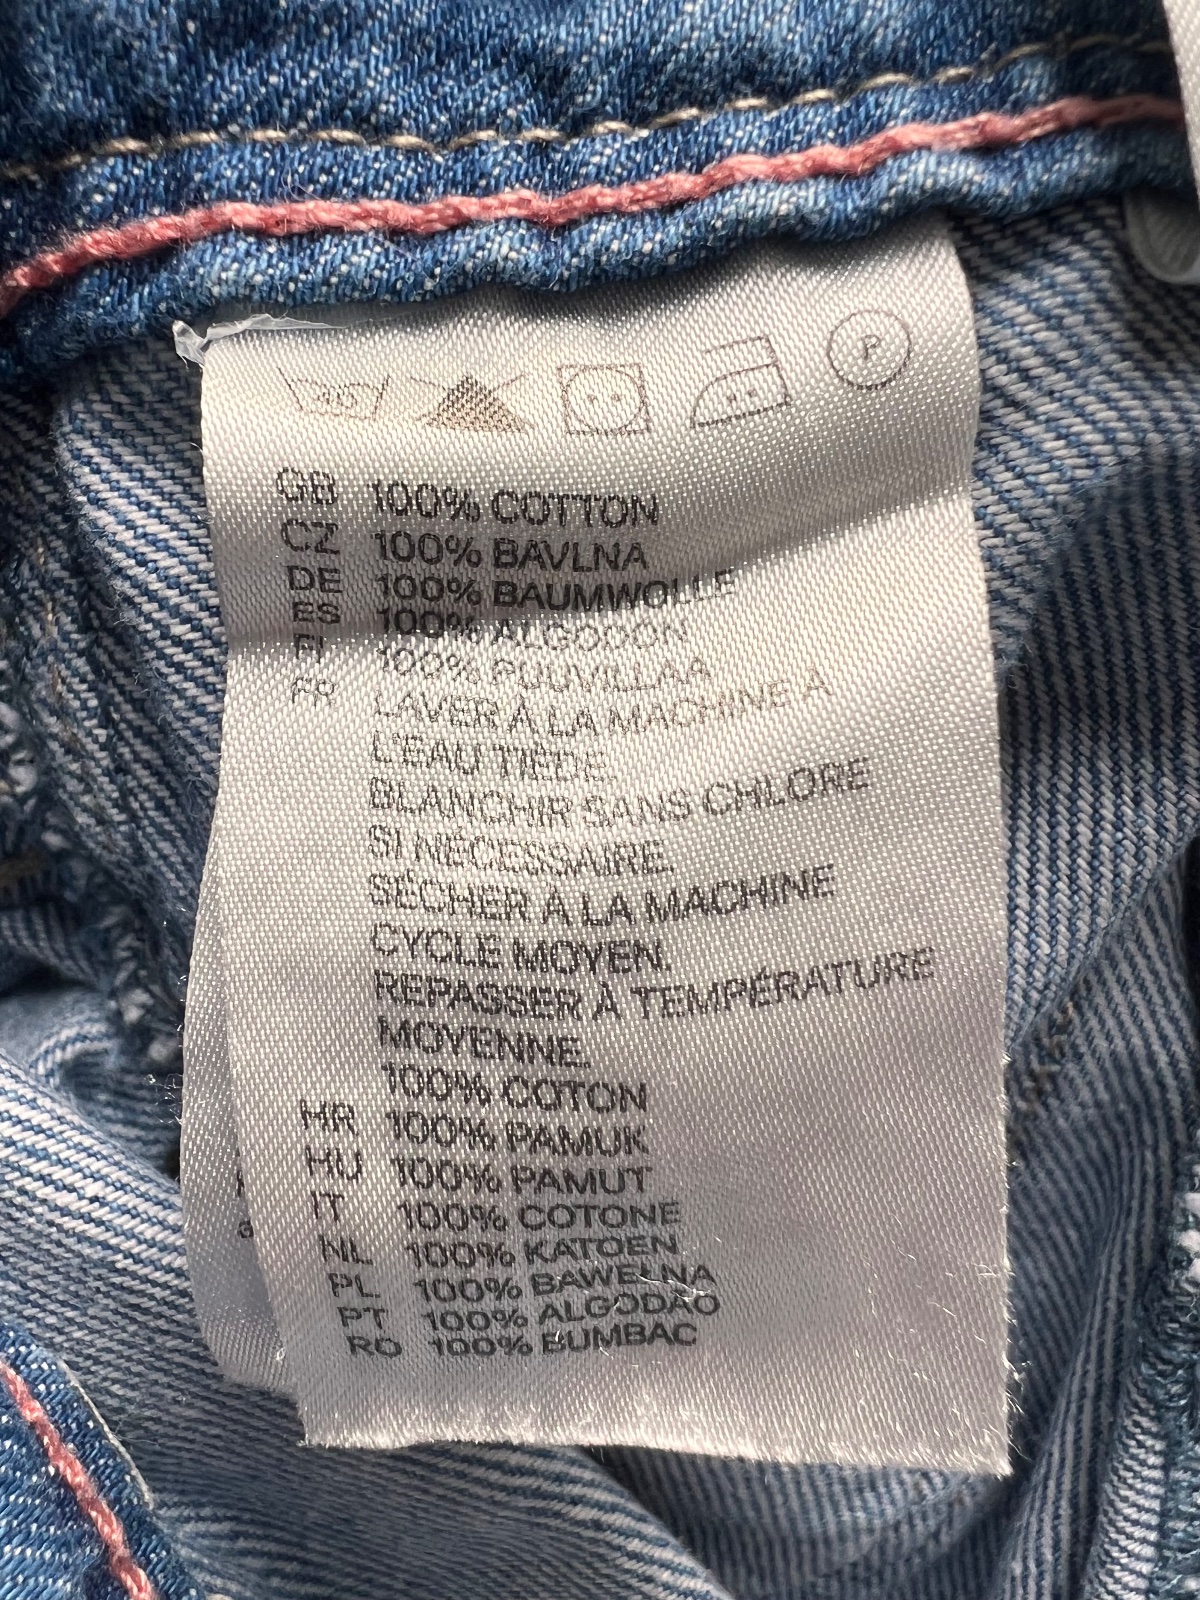 40
P
GB 100% COTTON
CZ 100% BAVLNA
DE 100% BAUMWOLLE
ES 100% ALGODÓN
FI 100% PUUVILLAA
FR LAVER À LA MACHINE À
L'EAU TIÈDE.
BLANCHIR SANS CHLORE
SI NÉCESSAIRE.
SÉCHER À LA MACHINE
CYCLE MOYEN.
REPASSER À TEMPÉRATURE
MOYENNE.
100% COTON
HR 100% PAMUK
HU 100% PAMUT
IT 100% COTONE
NL 100% KATOEN
PL 100% BAWEŁNA
PT 100% ALGODÃO
RO 100% BUMBAC